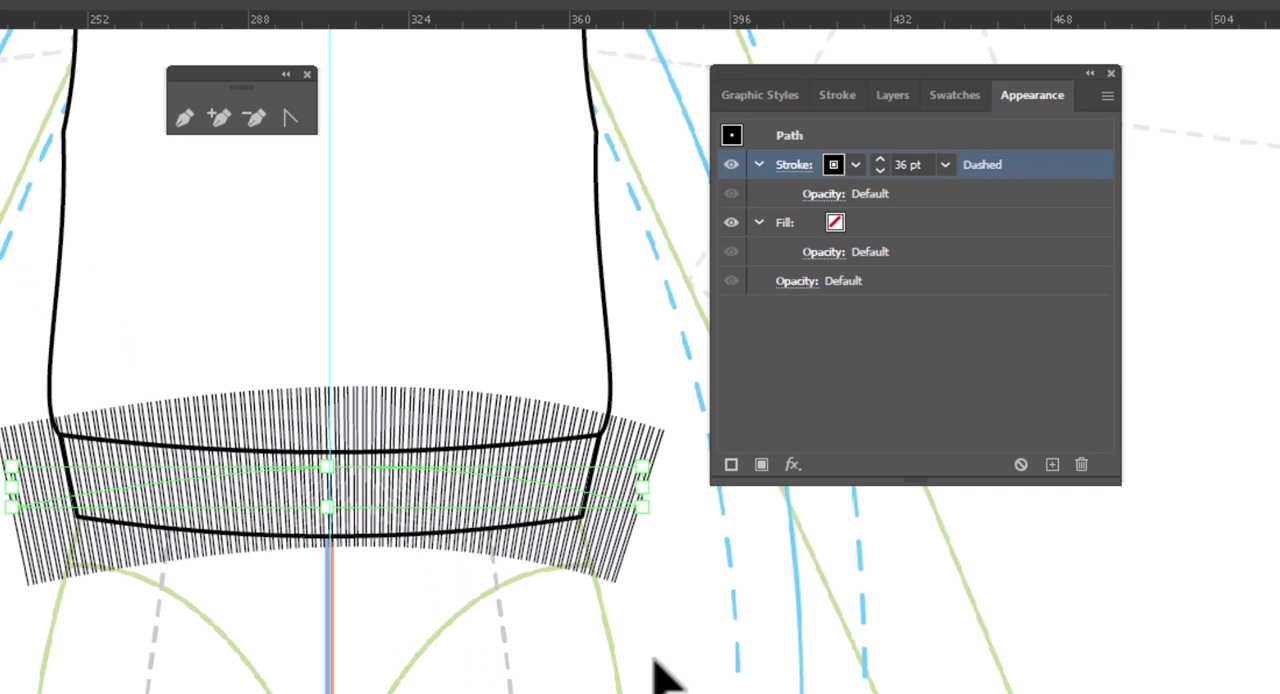 252 288 324 360 396 432 468 504
Graphic Styles Stroke Layers Swatches Appearance
Path
Stroke: 36 pt Dashed
Opacity: Default
Fill:
Opacity: Default
Opacity: Default
fx.